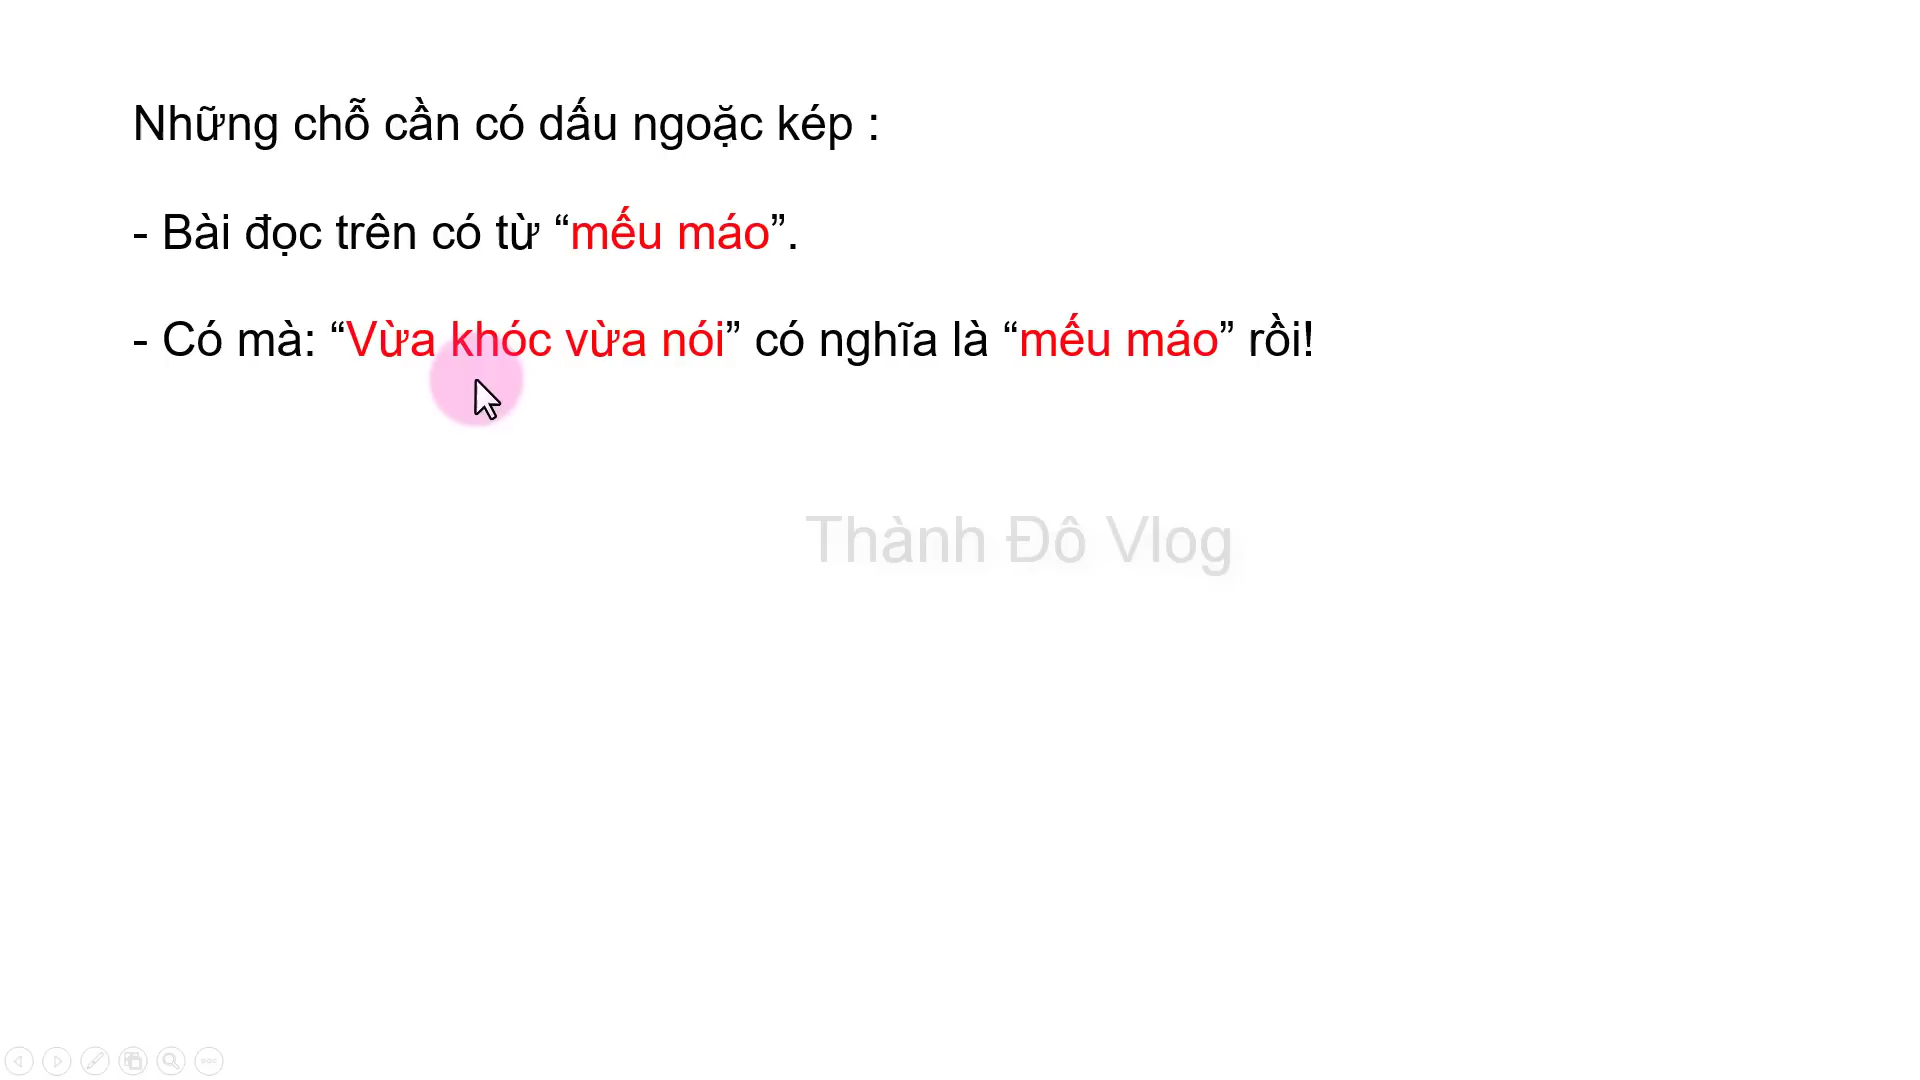 Những chỗ cần có dấu ngoặc kép :
- Bài đọc trên có từ “mếu máo”.
- Có mà: “Vừa khóc vừa nói” có nghĩa là “mếu máo” rồi!
Thành Đô Vlog